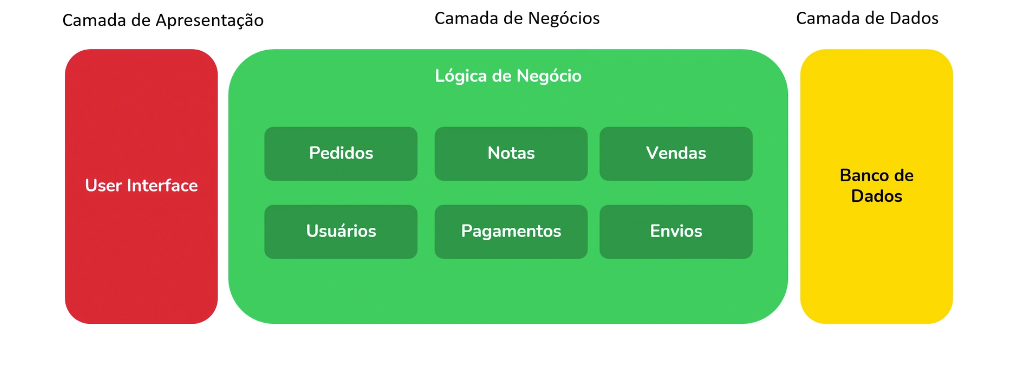 Camada de Apresentação
Camada de Negócios
Camada de Dados
User Interface
Lógica de Negócio
Pedidos
Notas
Vendas
Usuários
Pagamentos
Envios
Banco de
Dados